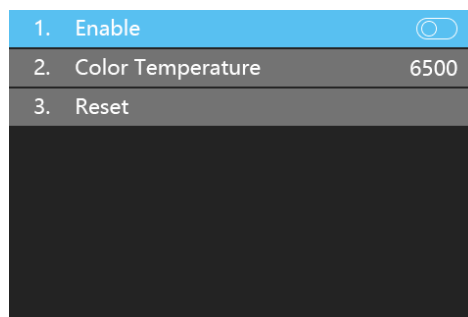 1. Enable
2. Color Temperature 6500
3. Reset